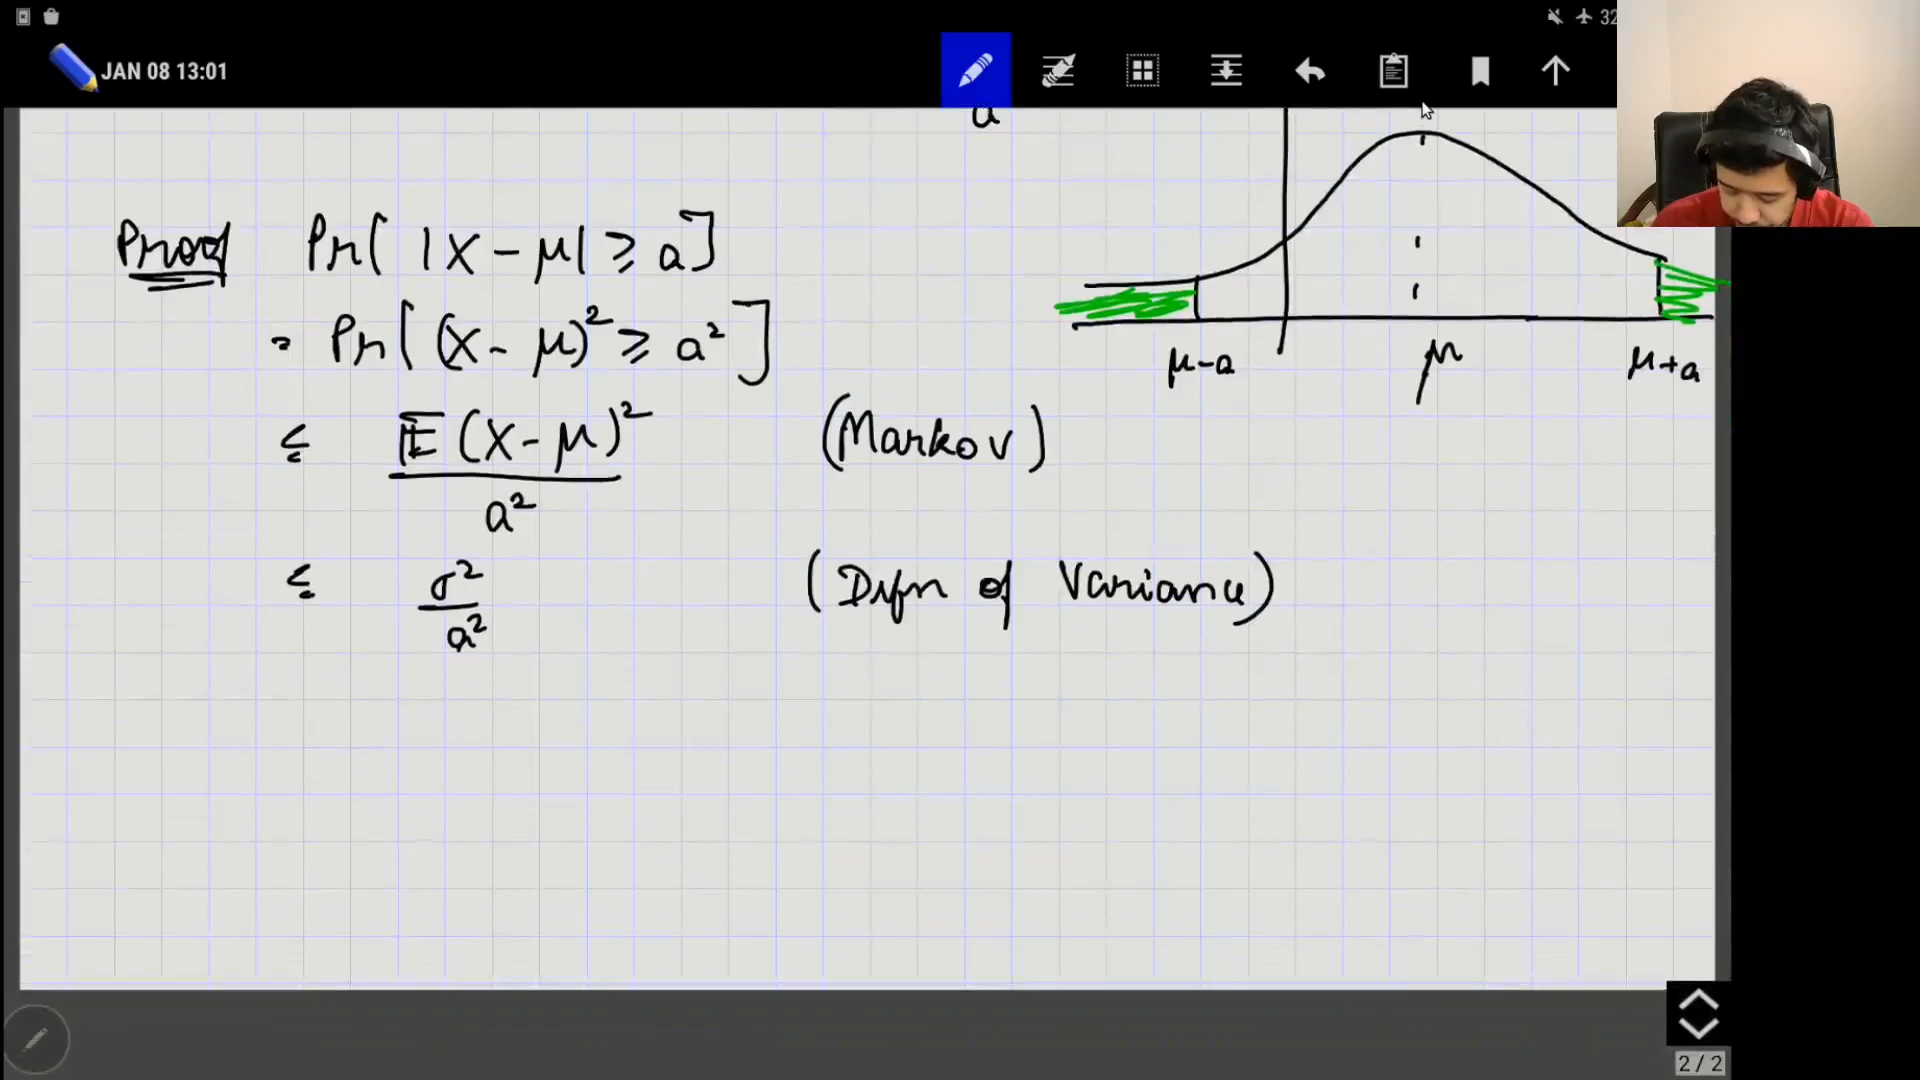 JAN 08 13:01
32
a
Proof Pr[ |X - μ| ⩾ a]
= Pr[ (X - μ)² ⩾ a² ]
≤ 𝔼 (X - μ)² (Markov)
a²
≤ σ² (Defn of Variance)
a²
μ-a μ μ+a
2 / 2